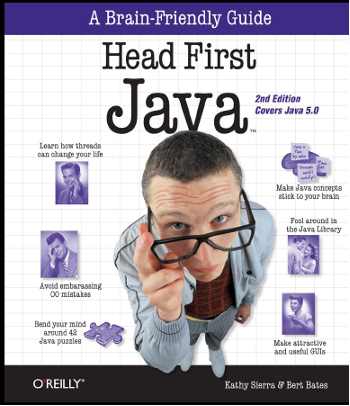 A Brain-Friendly Guide
Head First
Java™
2nd Edition
Covers Java 5.0
Learn how threads
can change your life
Make Java concepts
stick to your brain
Fool around in
the Java Library
Avoid embarassing
OO mistakes
Bend your mind
around 42
Java puzzles
Make attractive
and useful GUIs
O'REILLY®
Kathy Sierra & Bert Bates